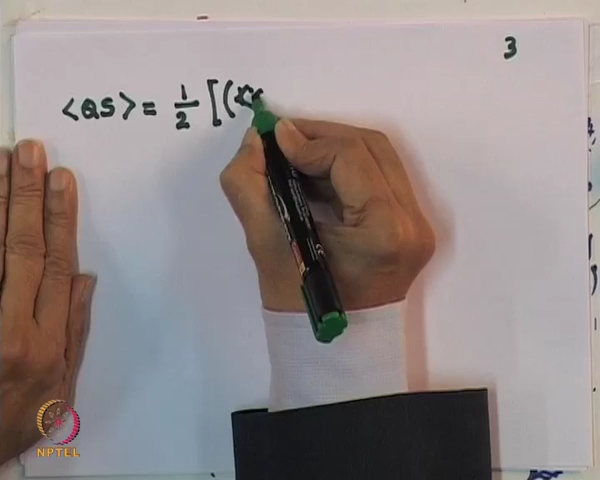 3
<QS> = 1/2 [(
NPTEL